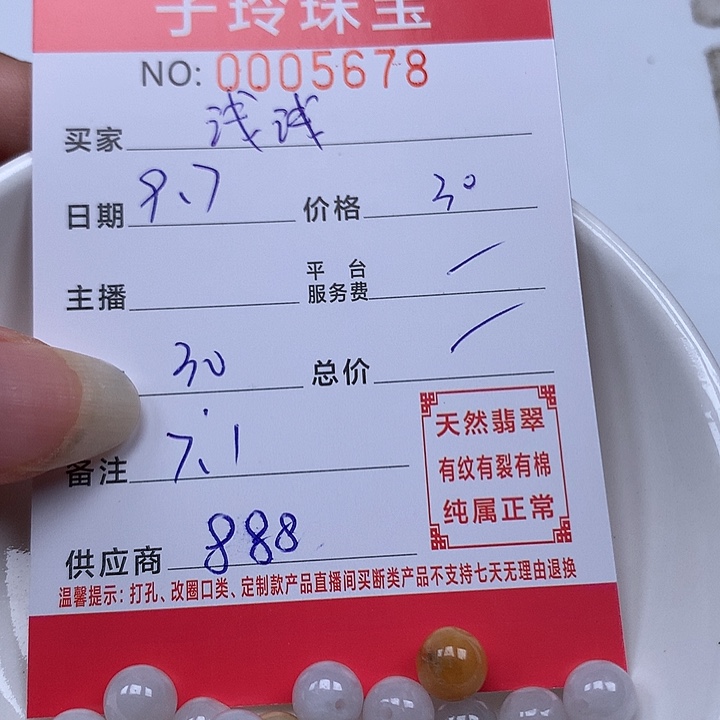 子玲珠宝
NO: 0005678
买家 浅浅
日期 9.7 价格 30
主播 平台服务费 /
30 总价 /
备注 7.1
供应商 888
天然翡翠
有纹有裂有棉
纯属正常
温馨提示：打孔、改圈口类、定制款产品直播间买断类产品不支持七天无理由退换